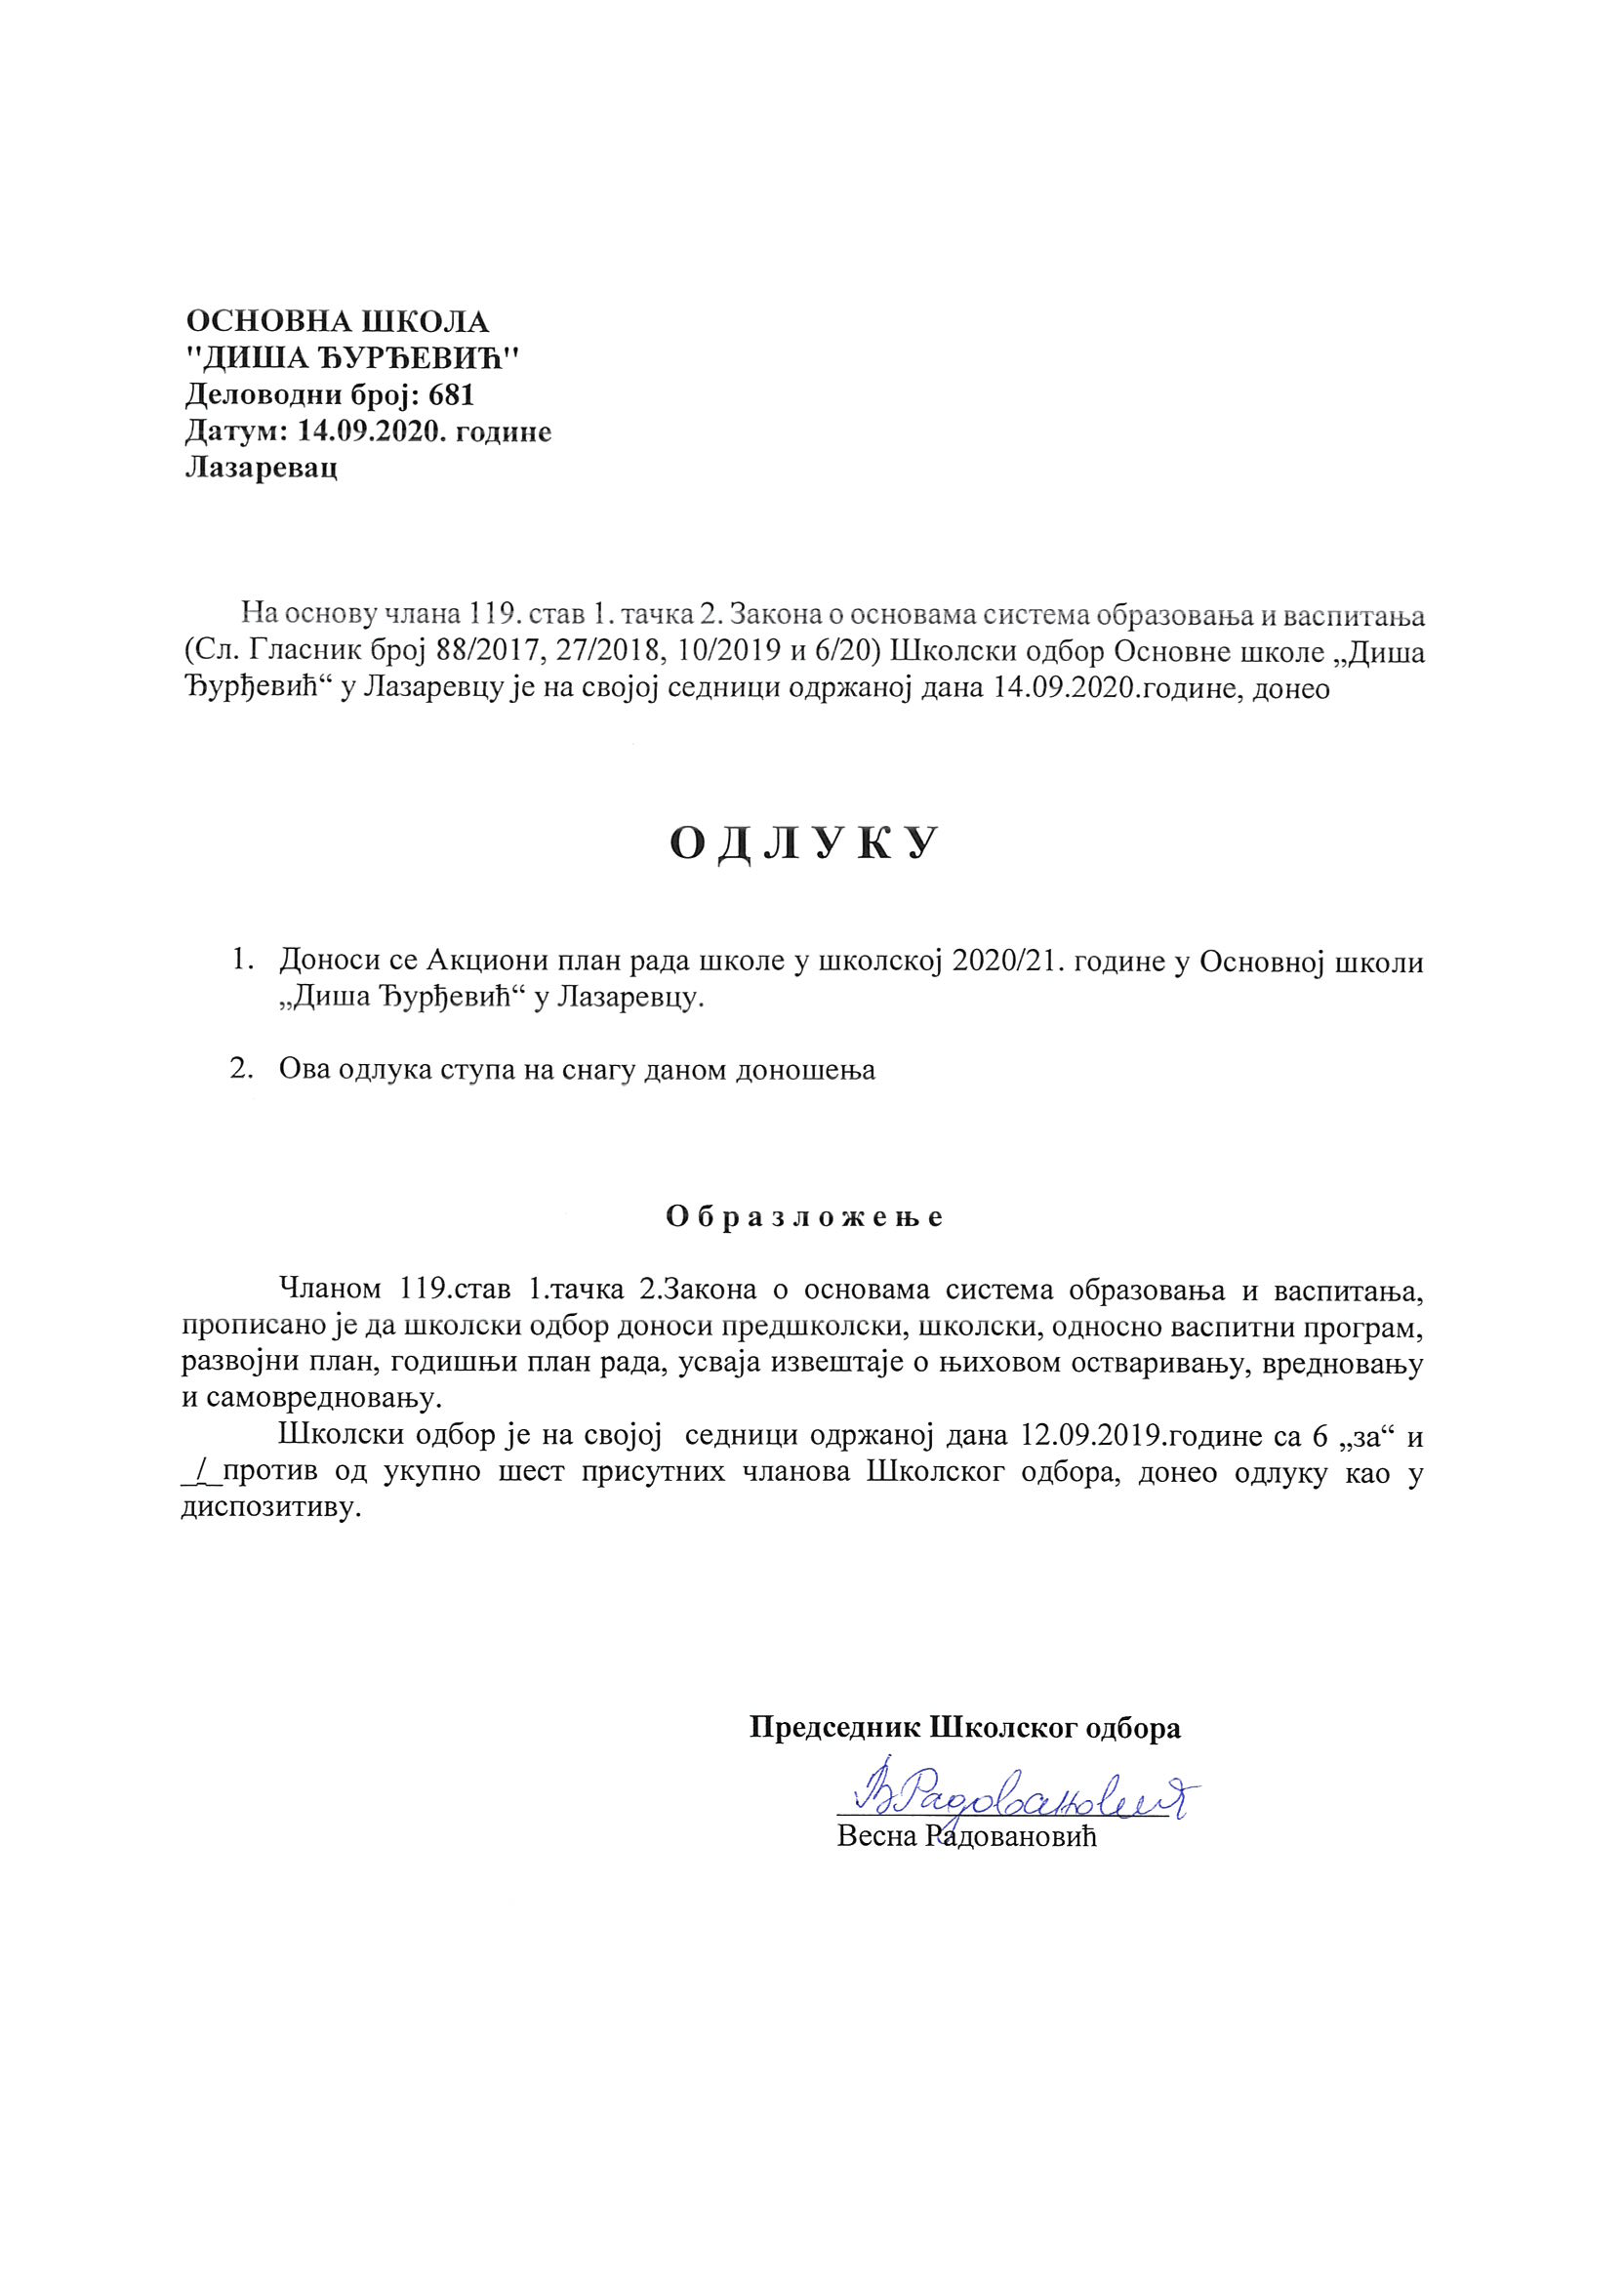 ОСНОВНА ШКОЛА
"ДИША ЂУРЂЕВИЋ"
Деловодни број: 681
Датум: 14.09.2020. године
Лазаревац
На основу члана 119. став 1. тачка 2. Закона о основама система образовања и васпитања
(Сл. Гласник број 88/2017, 27/2018, 10/2019 и 6/20) Школски одбор Основне школе „Диша
Ђурђевић“ у Лазаревцу је на својој седници одржаној дана 14.09.2020.године, донео
О Д Л У К У
1. Доноси се Акциони план рада школе у школској 2020/21. године у Основној школи
„Диша Ђурђевић“ у Лазаревцу.
2. Ова одлука ступа на снагу даном доношења
О б р а з л о ж е њ е
Чланом 119.став 1.тачка 2.Закона о основама система образовања и васпитања,
прописано је да школски одбор доноси предшколски, школски, односно васпитни програм,
развојни план, годишњи план рада, усваја извештаје о њиховом остваривању, вредновању
и самовредновању.
Школски одбор је на својој седници одржаној дана 12.09.2019.године са 6 „за“ и
_/_против од укупно шест присутних чланова Школског одбора, донео одлуку као у
диспозитиву.
Председник Школског одбора
ВРадовановић
Весна Радовановић